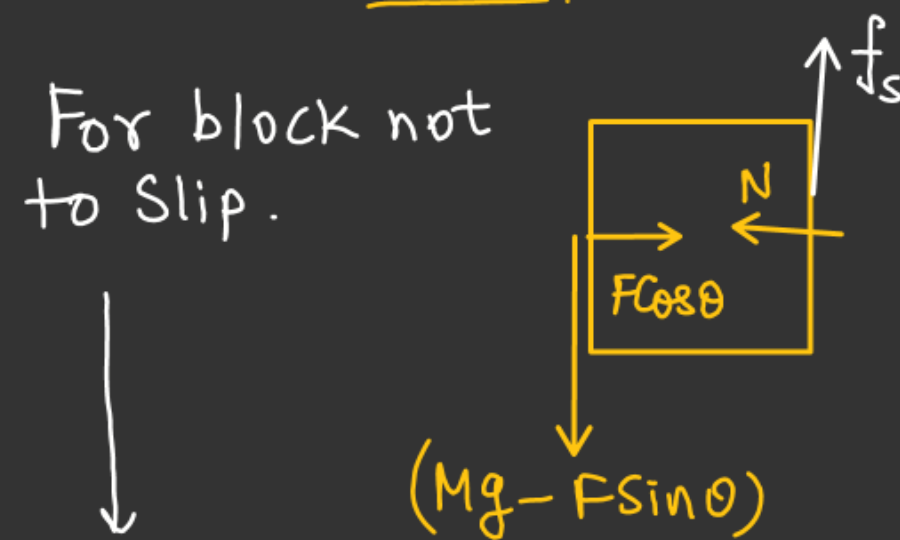 For block not
to Slip.
fs
N
FCosθ
(Mg - FSinθ)